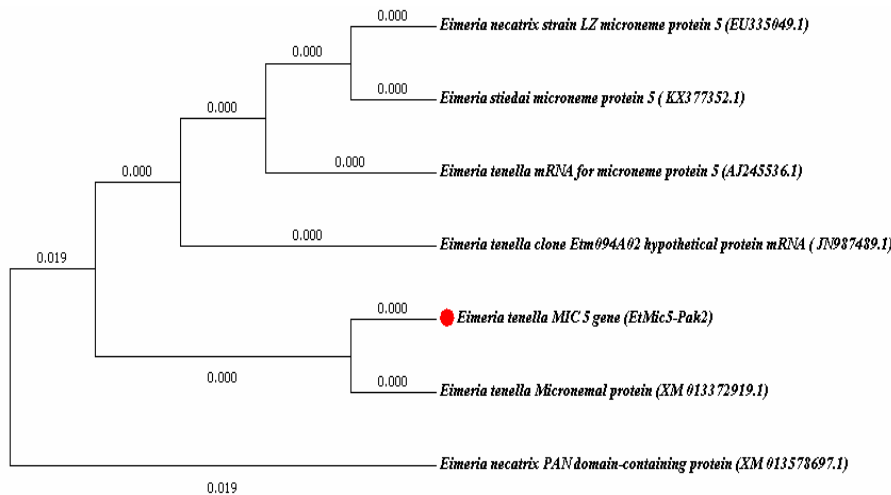 0.000
Eimeria necatrix strain LZ microneme protein 5 (EU335049.1)
0.000
0.000
Eimeria stiedai microneme protein 5 ( KX377352.1)
0.000
0.000
Eimeria tenella mRNA for microneme protein 5 (AJ245536.1)
0.000
0.000
Eimeria tenella clone Etm094A02 hypothetical protein mRNA ( JN987489.1)
0.019
0.000
Eimeria tenella MIC 5 gene (EtMic5-Pak2)
0.000
0.000
Eimeria tenella Micronemal protein (XM 013372919.1)
Eimeria necatrix PAN domain-containing protein (XM 013578697.1)
0.019